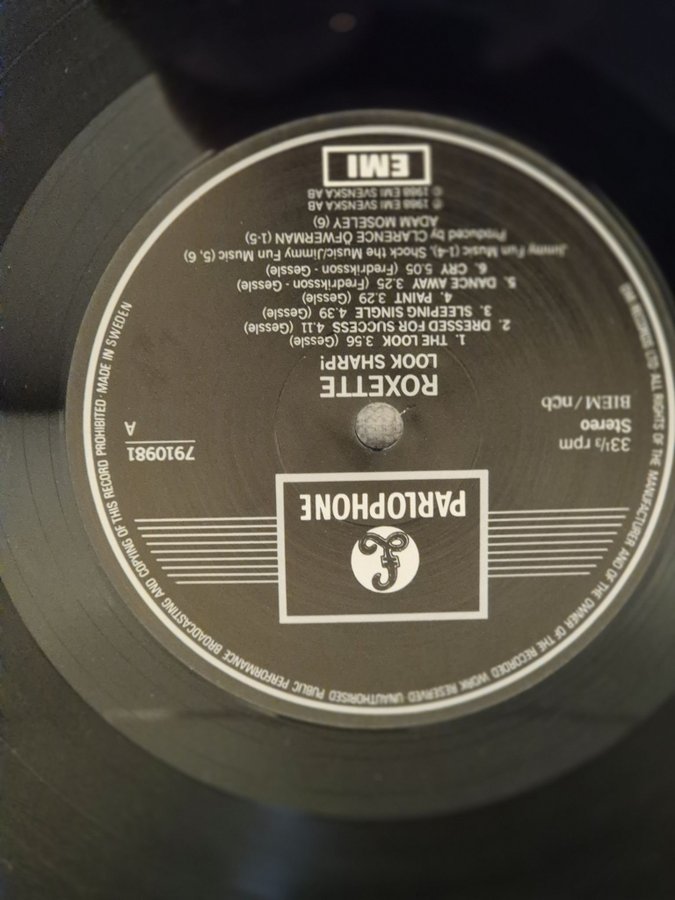 PARLOPHONE
33 1/3 rpm
Stereo
BIEM/ncb
7910981
A
ROXETTE
LOOK SHARP!
1. THE LOOK 3.56 (Gessle)
2. DRESSED FOR SUCCESS 4.11 (Gessle)
3. SLEEPING SINGLE 4.39 (Gessle)
4. PAINT 3.29 (Gessle)
5. DANCE AWAY 3.25 (Fredriksson - Gessle)
6. CRY 5.05 (Fredriksson - Gessle)
Jimmy Fun Music (1-4), Shock the Music/Jimmy Fun Music (5, 6)
Produced by CLARENCE ÖFWERMAN (1-5)
ADAM MOSELEY (6)
℗ 1988 EMI SVENSKA AB
© 1988 EMI SVENSKA AB
EMI
ALL RIGHTS OF THE MANUFACTURER AND OF THE OWNER OF THE RECORDED WORK RESERVED UNAUTHORISED PUBLIC PERFORMANCE BROADCASTING AND COPYING OF THIS RECORD PROHIBITED · MADE IN SWEDEN